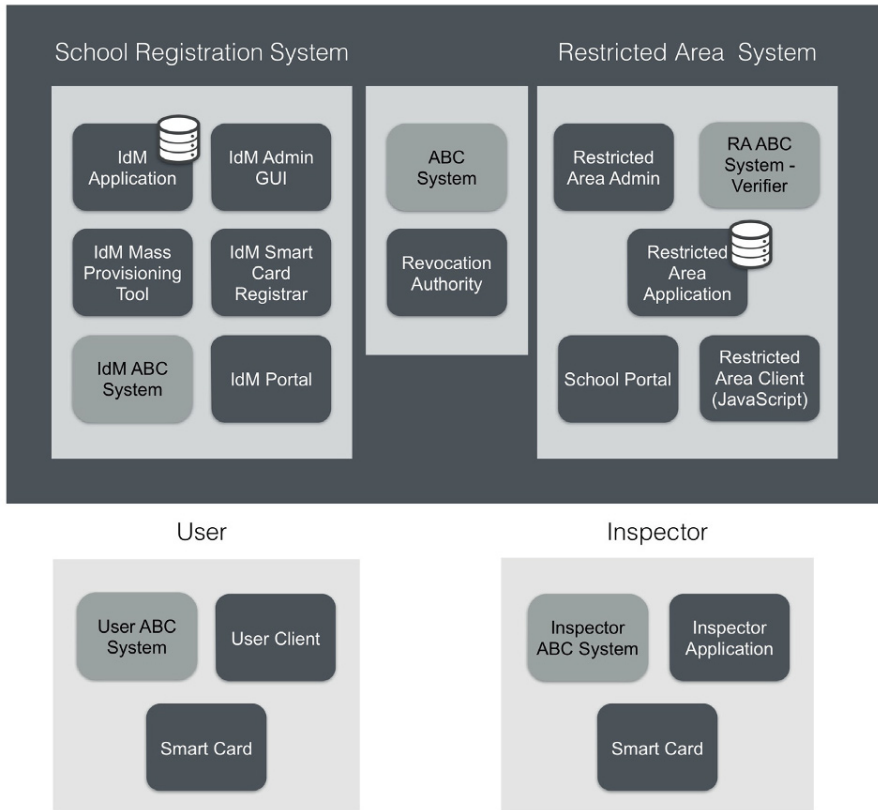 School Registration System
Restricted Area System
IdM
Application
IdM Admin
GUI
IdM Mass
Provisioning
Tool
IdM Smart
Card
Registrar
IdM ABC
System
IdM Portal
ABC
System
Revocation
Authority
Restricted
Area Admin
RA ABC
System -
Verifier
Restricted
Area
Application
School Portal
Restricted
Area Client
(JavaScript)
User
User ABC
System
User Client
Smart Card
Inspector
Inspector
ABC System
Inspector
Application
Smart Card